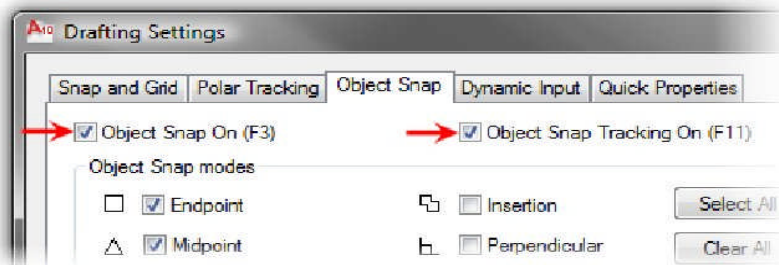 A10 Drafting Settings
Snap and Grid Polar Tracking Object Snap Dynamic Input Quick Properties
Object Snap On (F3) Object Snap Tracking On (F11)
Object Snap modes
Endpoint Insertion Select All
Midpoint Perpendicular Clear All